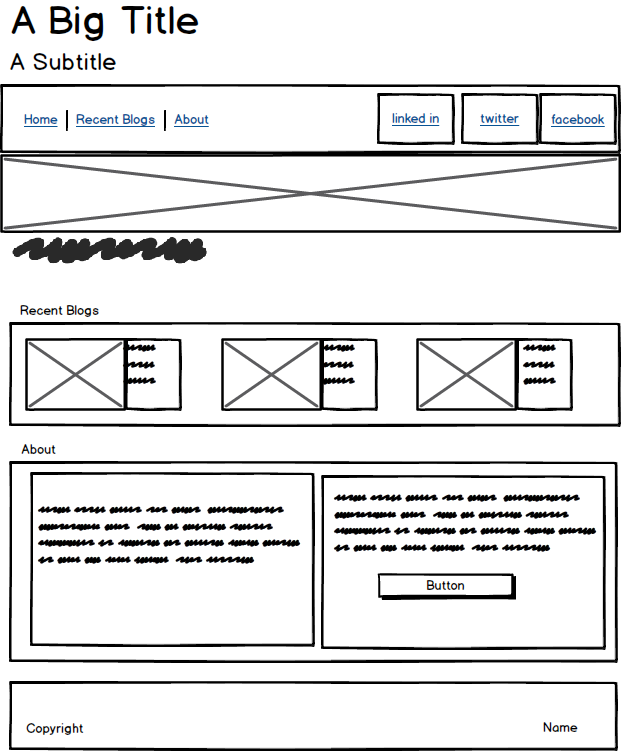 A Big Title
A Subtitle
Home | Recent Blogs | About linked in twitter facebook
Recent Blogs
About
Button
Copyright Name